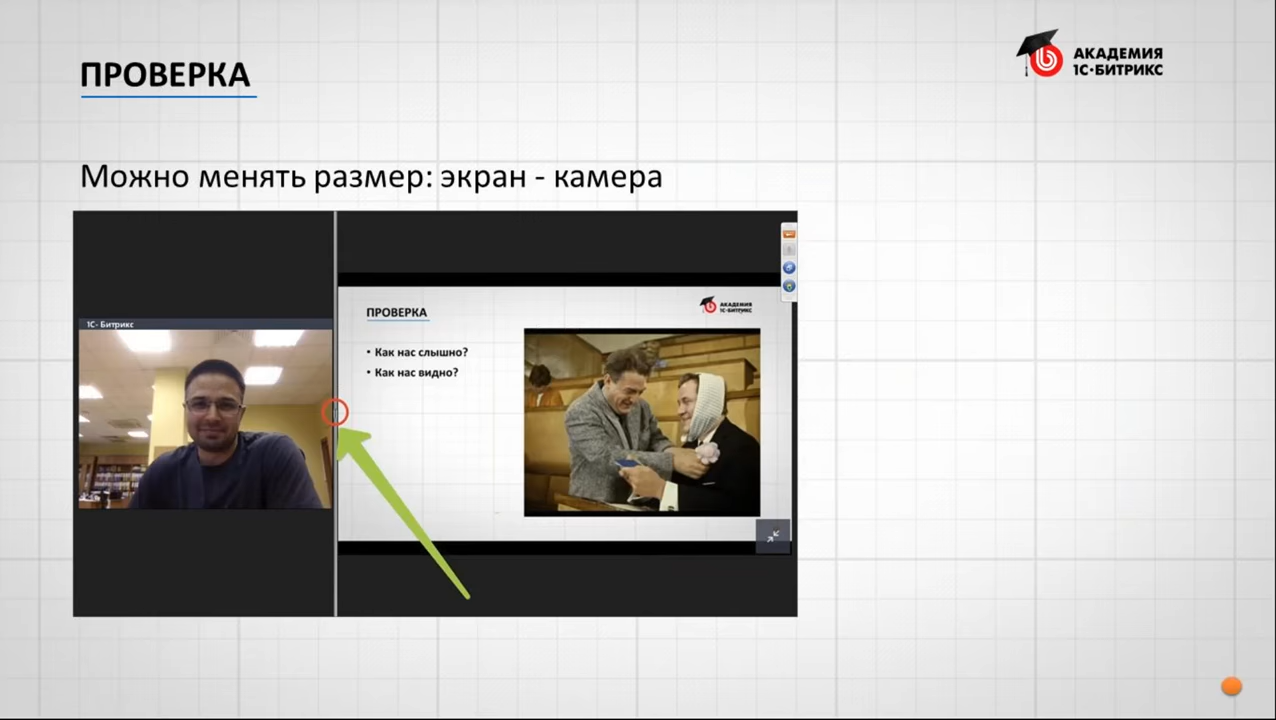 ПРОВЕРКА
АКАДЕМИЯ
1С·БИТРИКС
Можно менять размер: экран - камера
1С- Битрикс
ПРОВЕРКА
АКАДЕМИЯ
1С·БИТРИКС
• Как нас слышно?
• Как нас видно?